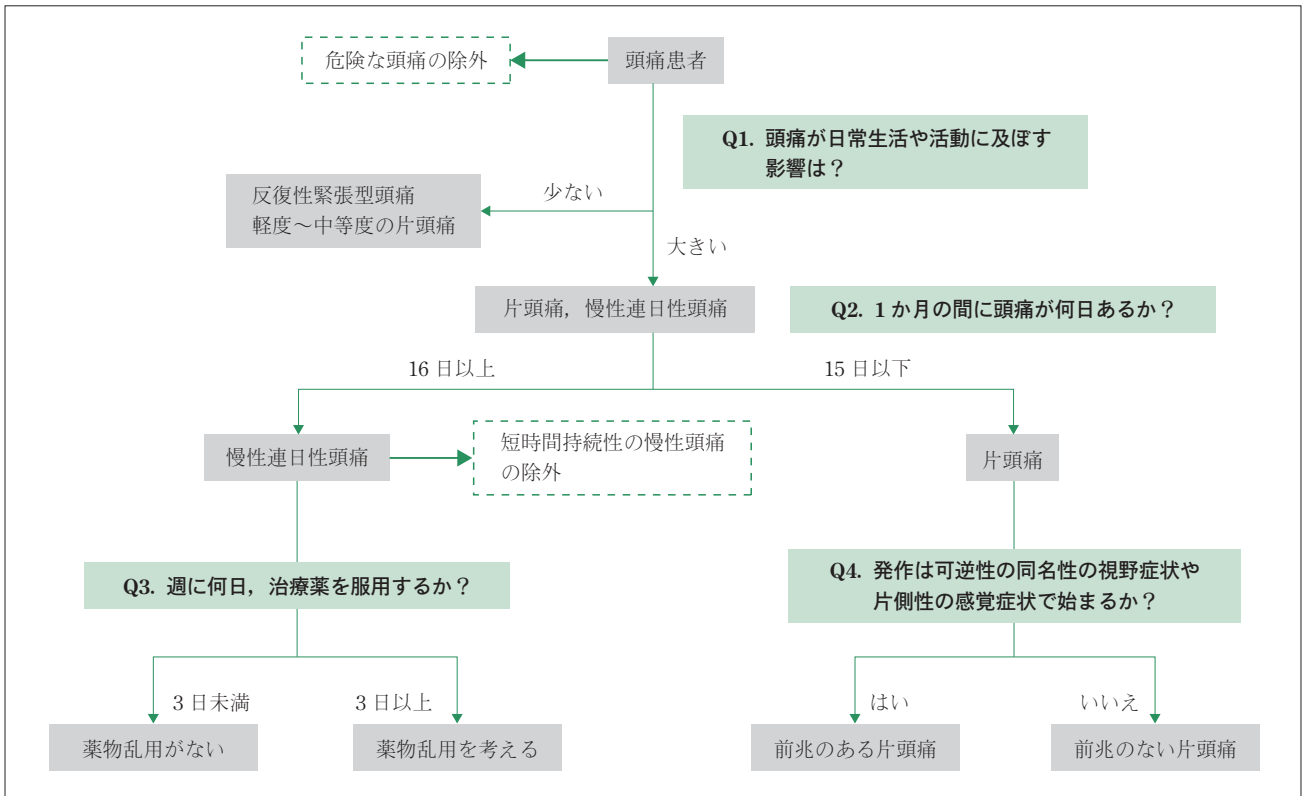 危険な頭痛の除外
頭痛患者
Q1. 頭痛が日常生活や活動に及ぼす
影響は？
少ない
反復性緊張型頭痛
軽度～中等度の片頭痛
大きい
片頭痛，慢性連日性頭痛
Q2. 1か月の間に頭痛が何日あるか？
16日以上
15日以下
慢性連日性頭痛
短時間持続性の慢性頭痛
の除外
片頭痛
Q3. 週に何日，治療薬を服用するか？
Q4. 発作は可逆性の同名性の視野症状や
片側性の感覚症状で始まるか？
3日未満
3日以上
はい
いいえ
薬物乱用がない
薬物乱用を考える
前兆のある片頭痛
前兆のない片頭痛